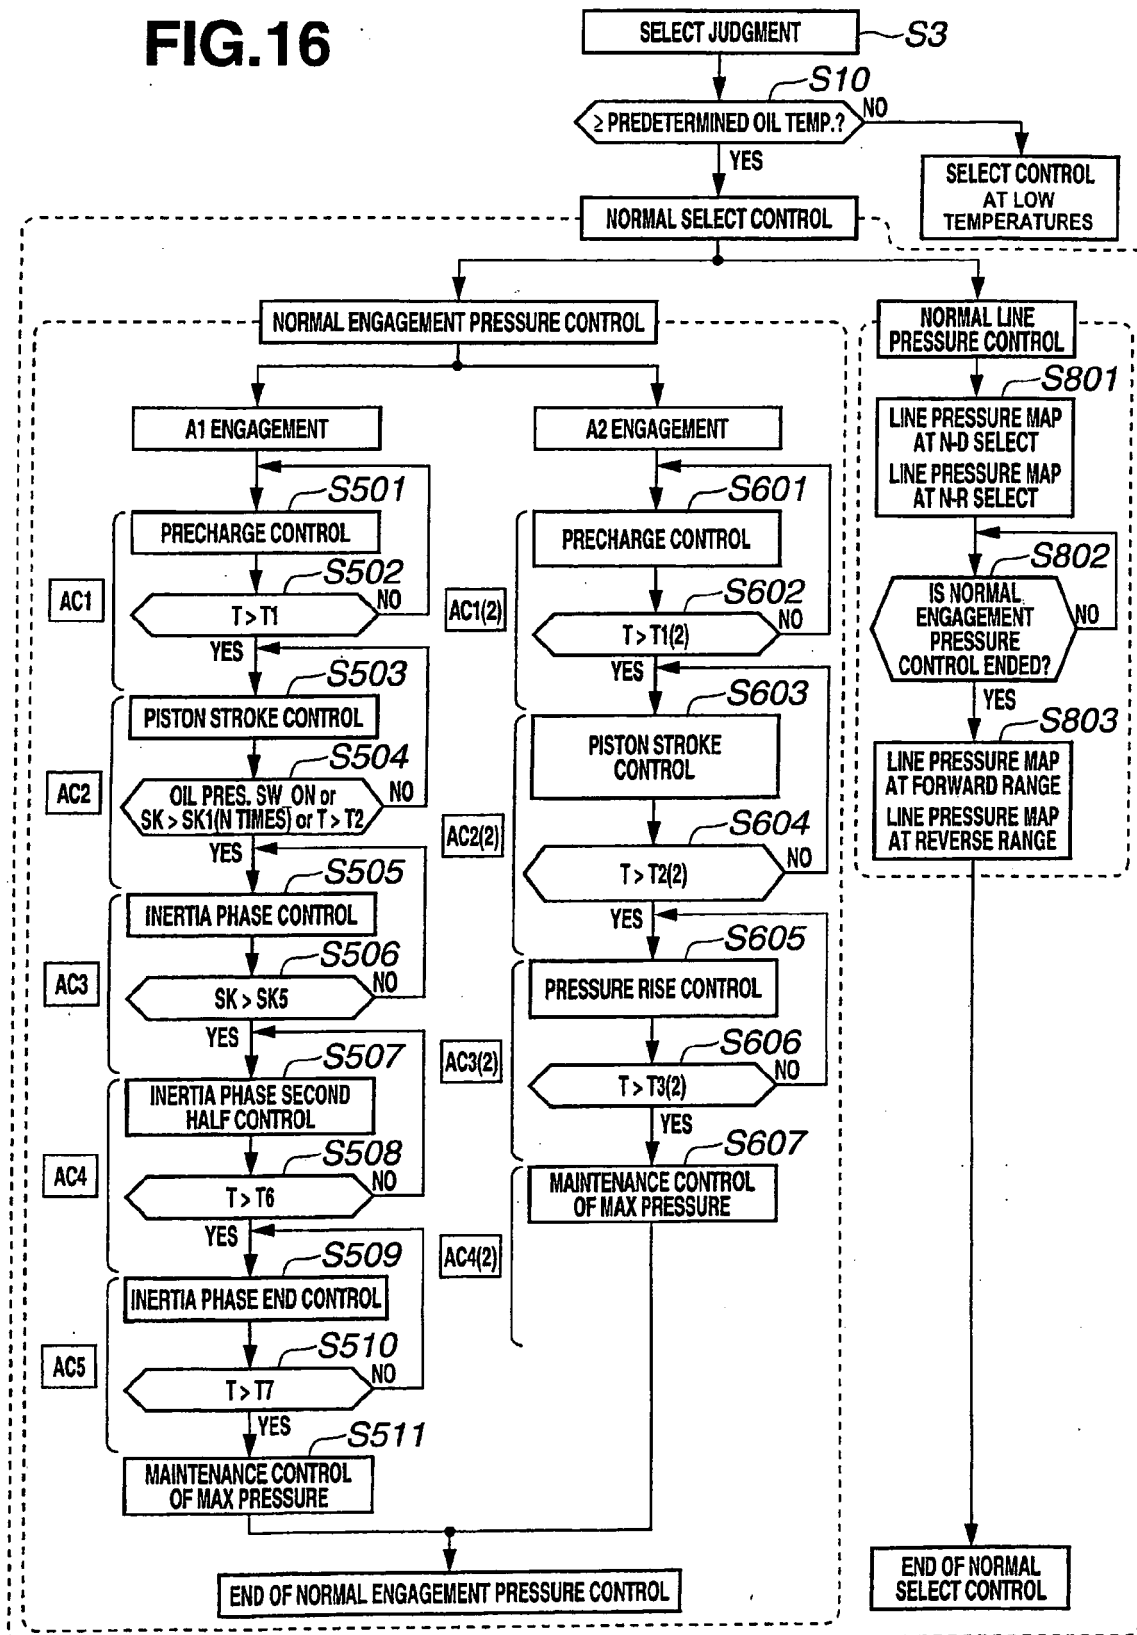 FIG.16
SELECT JUDGMENT
S3
S10
≥ PREDETERMINED OIL TEMP.?
NO
YES
SELECT CONTROL
AT LOW
TEMPERATURES
NORMAL SELECT CONTROL
NORMAL ENGAGEMENT PRESSURE CONTROL
A1 ENGAGEMENT
S501
PRECHARGE CONTROL
S502
T > T1
NO
YES
AC1
S503
PISTON STROKE CONTROL
S504
OIL PRES. SW_ON or
SK > SK1(N TIMES) or T > T2
NO
YES
AC2
S505
INERTIA PHASE CONTROL
S506
SK > SK5
NO
YES
AC3
S507
INERTIA PHASE SECOND
HALF CONTROL
S508
T > T6
NO
YES
AC4
S509
INERTIA PHASE END CONTROL
S510
T > T7
NO
YES
AC5
S511
MAINTENANCE CONTROL
OF MAX PRESSURE
A2 ENGAGEMENT
S601
PRECHARGE CONTROL
S602
T > T1(2)
NO
YES
AC1(2)
S603
PISTON STROKE
CONTROL
S604
T > T2(2)
NO
YES
AC2(2)
S605
PRESSURE RISE CONTROL
S606
T > T3(2)
NO
YES
AC3(2)
S607
MAINTENANCE CONTROL
OF MAX PRESSURE
AC4(2)
END OF NORMAL ENGAGEMENT PRESSURE CONTROL
NORMAL LINE
PRESSURE CONTROL
S801
LINE PRESSURE MAP
AT N-D SELECT
LINE PRESSURE MAP
AT N-R SELECT
S802
IS NORMAL
ENGAGEMENT
PRESSURE
CONTROL ENDED?
NO
YES
S803
LINE PRESSURE MAP
AT FORWARD RANGE
LINE PRESSURE MAP
AT REVERSE RANGE
END OF NORMAL
SELECT CONTROL